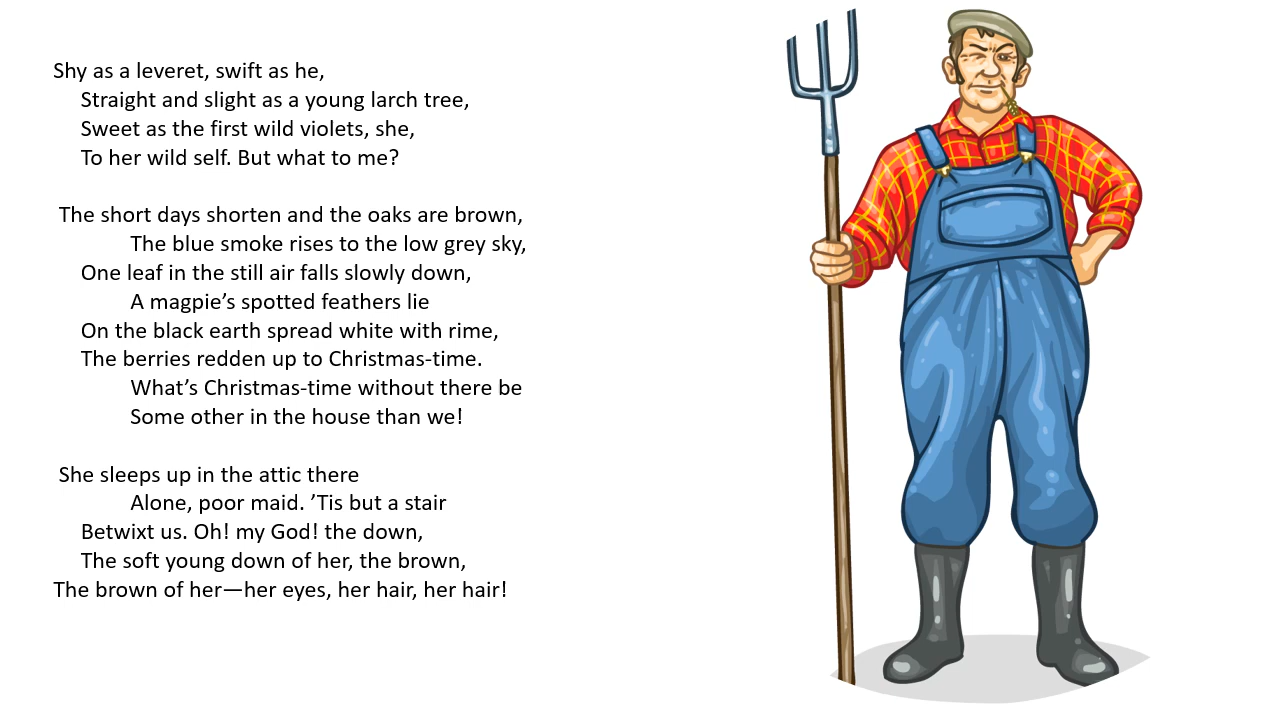 Shy as a leveret, swift as he,
Straight and slight as a young larch tree,
Sweet as the first wild violets, she,
To her wild self. But what to me?
The short days shorten and the oaks are brown,
The blue smoke rises to the low grey sky,
One leaf in the still air falls slowly down,
A magpie’s spotted feathers lie
On the black earth spread white with rime,
The berries redden up to Christmas-time.
What’s Christmas-time without there be
Some other in the house than we!
She sleeps up in the attic there
Alone, poor maid. ’Tis but a stair
Betwixt us. Oh! my God! the down,
The soft young down of her, the brown,
The brown of her—her eyes, her hair, her hair!